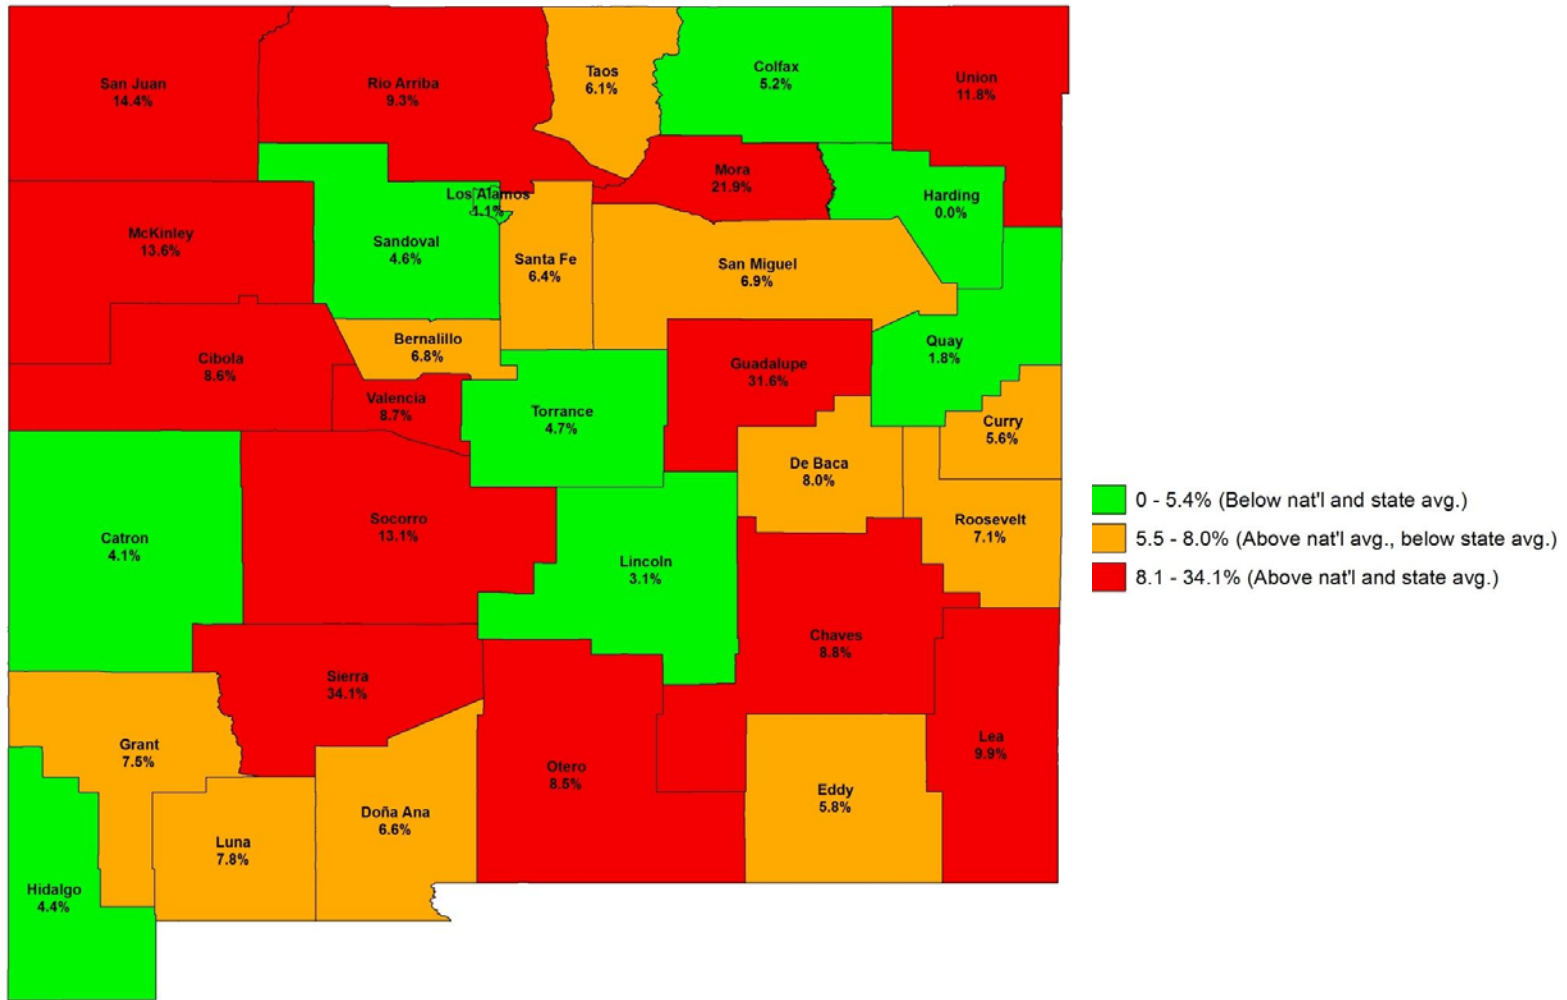 San Juan
14.4%
Rio Arriba
9.3%
Taos
6.1%
Colfax
5.2%
Union
11.8%
Mora
21.9%
Harding
0.0%
Los Alamos
1.1%
McKinley
13.6%
Sandoval
4.6%
Santa Fe
6.4%
San Miguel
6.9%
Bernalillo
6.8%
Quay
1.8%
Cibola
8.6%
Guadalupe
31.6%
Valencia
8.7%
Torrance
4.7%
Curry
5.6%
De Baca
8.0%
Roosevelt
7.1%
Catron
4.1%
Socorro
13.1%
Lincoln
3.1%
Chaves
8.8%
Sierra
34.1%
Grant
7.5%
Otero
8.5%
Lea
9.9%
Eddy
5.8%
Doña Ana
6.6%
Luna
7.8%
Hidalgo
4.4%
0 - 5.4% (Below nat'l and state avg.)
5.5 - 8.0% (Above nat'l avg., below state avg.)
8.1 - 34.1% (Above nat'l and state avg.)